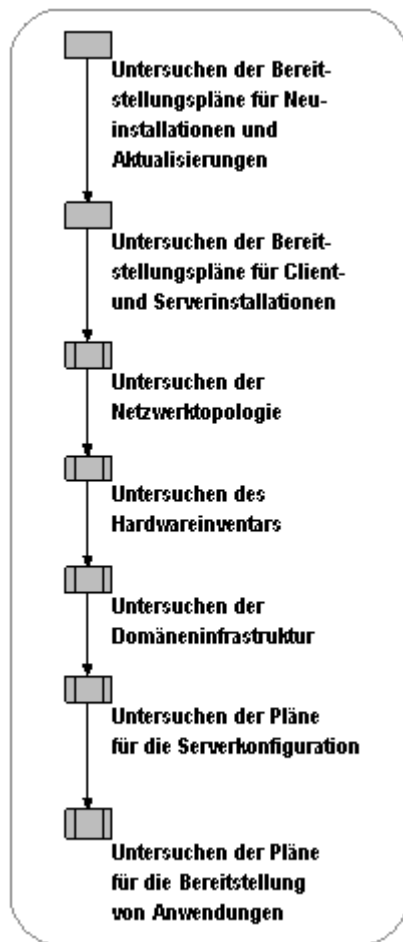 Untersuchen der Bereit-
stellungspläne für Neu-
installationen und
Aktualisierungen
Untersuchen der Bereit-
stellungspläne für Client-
und Serverinstallationen
Untersuchen der
Netzwerktopologie
Untersuchen des
Hardwareinventars
Untersuchen der
Domäneninfrastruktur
Untersuchen der Pläne
für die Serverkonfiguration
Untersuchen der Pläne
für die Bereitstellung
von Anwendungen